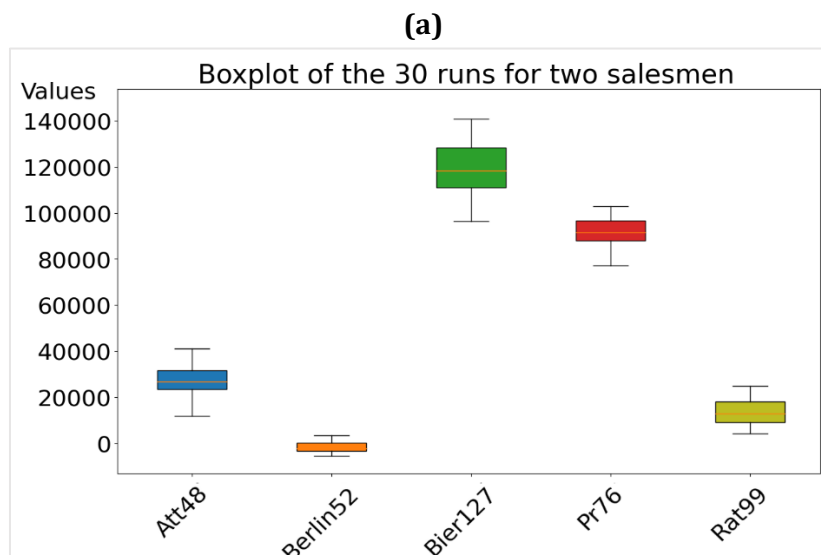 (a)
Boxplot of the 30 runs for two salesmen
Values
140000
120000
100000
80000
60000
40000
20000
0
Att48
Berlin52
Bier127
Pr76
Rat99